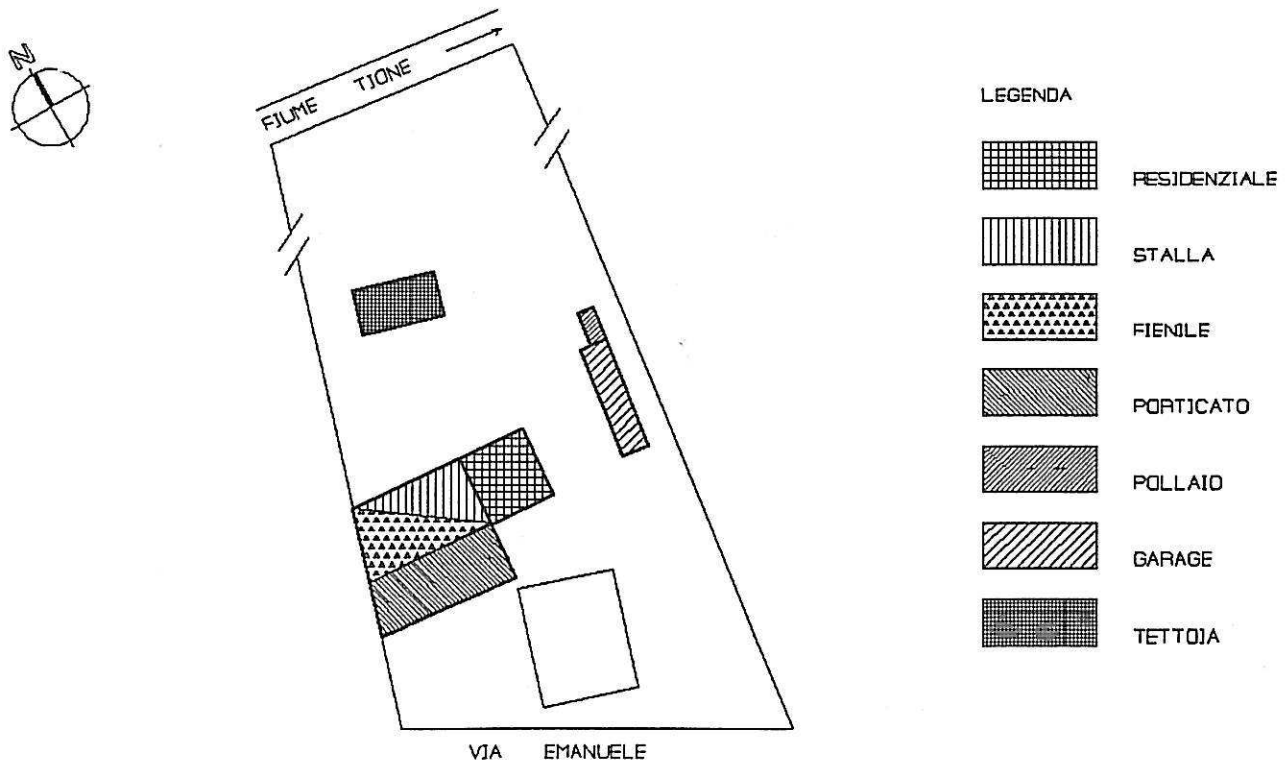 N
FIUME TIONE
LEGENDA
RESIDENZIALE
STALLA
FIENILE
PORTICATO
POLLAIO
GARAGE
TETTOIA
VIA EMANUELE